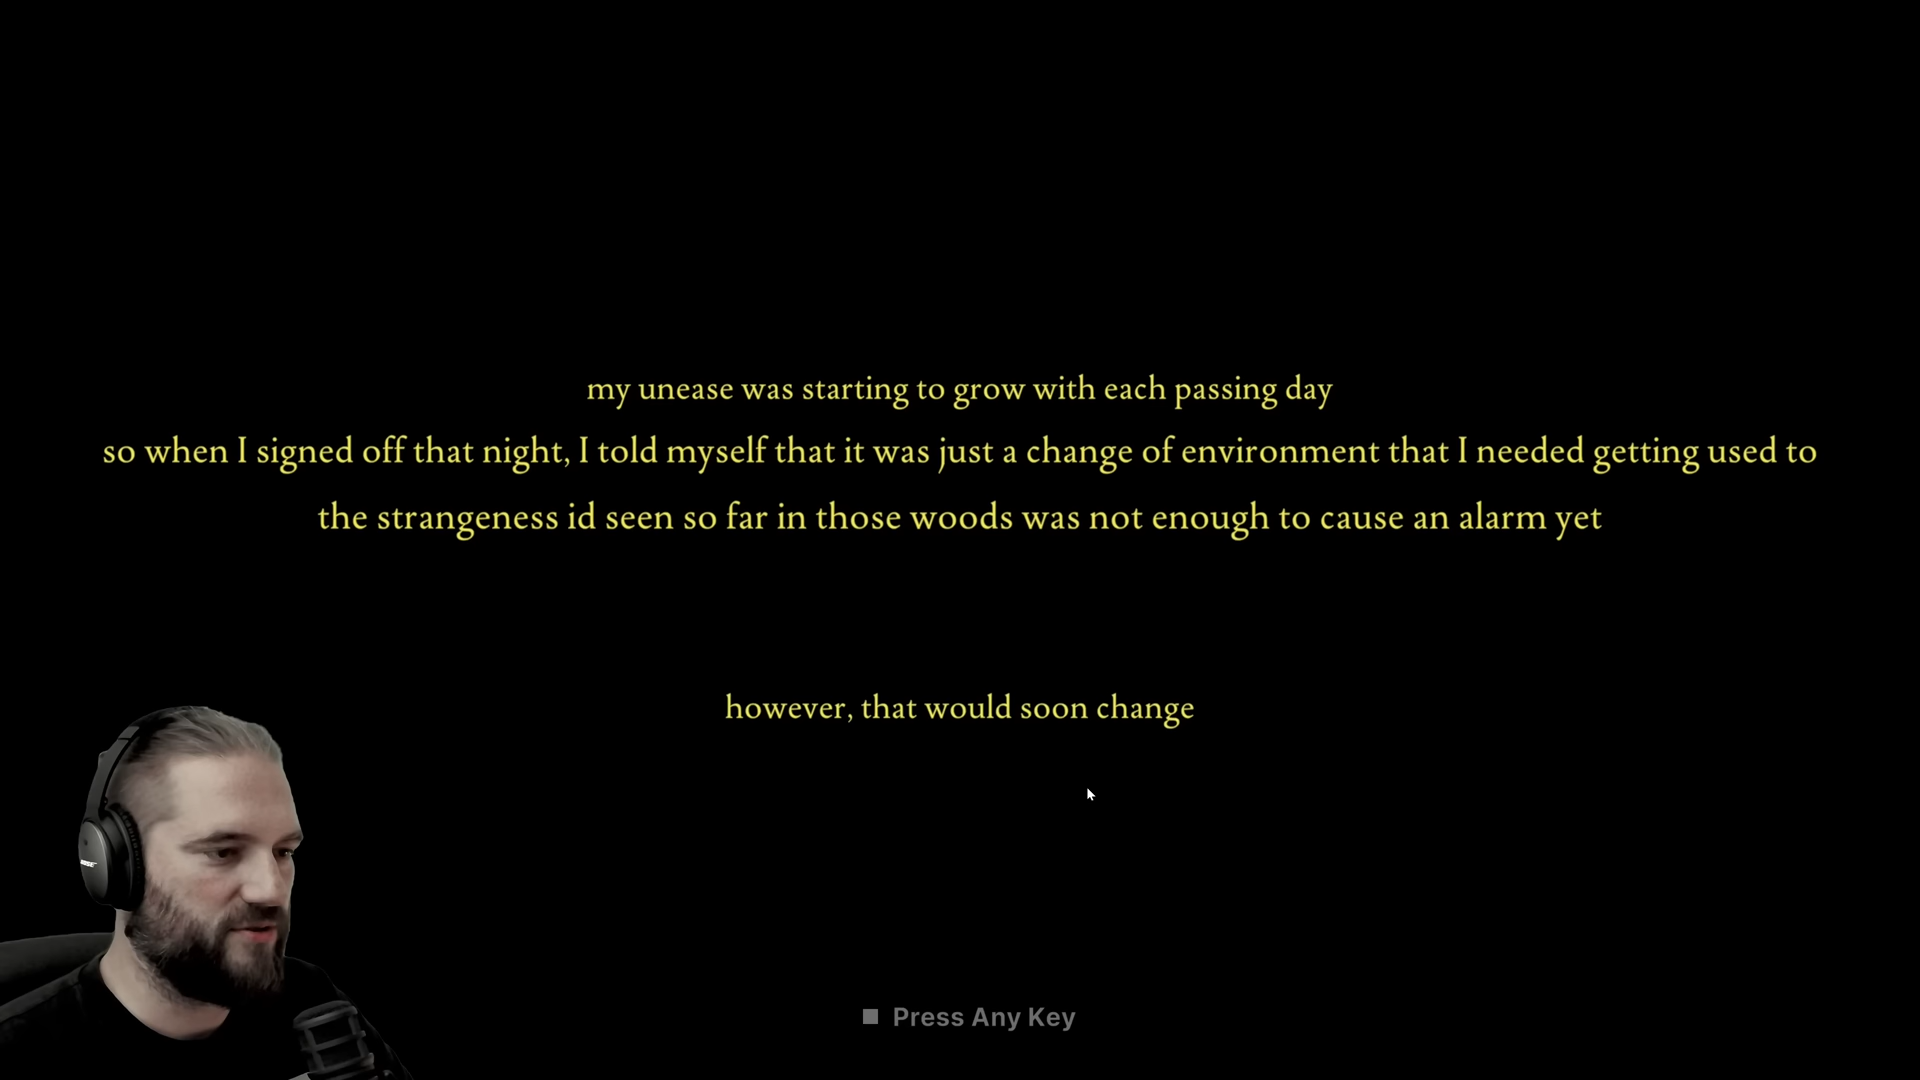 my unease was starting to grow with each passing day
so when I signed off that night, I told myself that it was just a change of environment that I needed getting used to
the strangeness id seen so far in those woods was not enough to cause an alarm yet
however, that would soon change
BOSE
Press Any Key